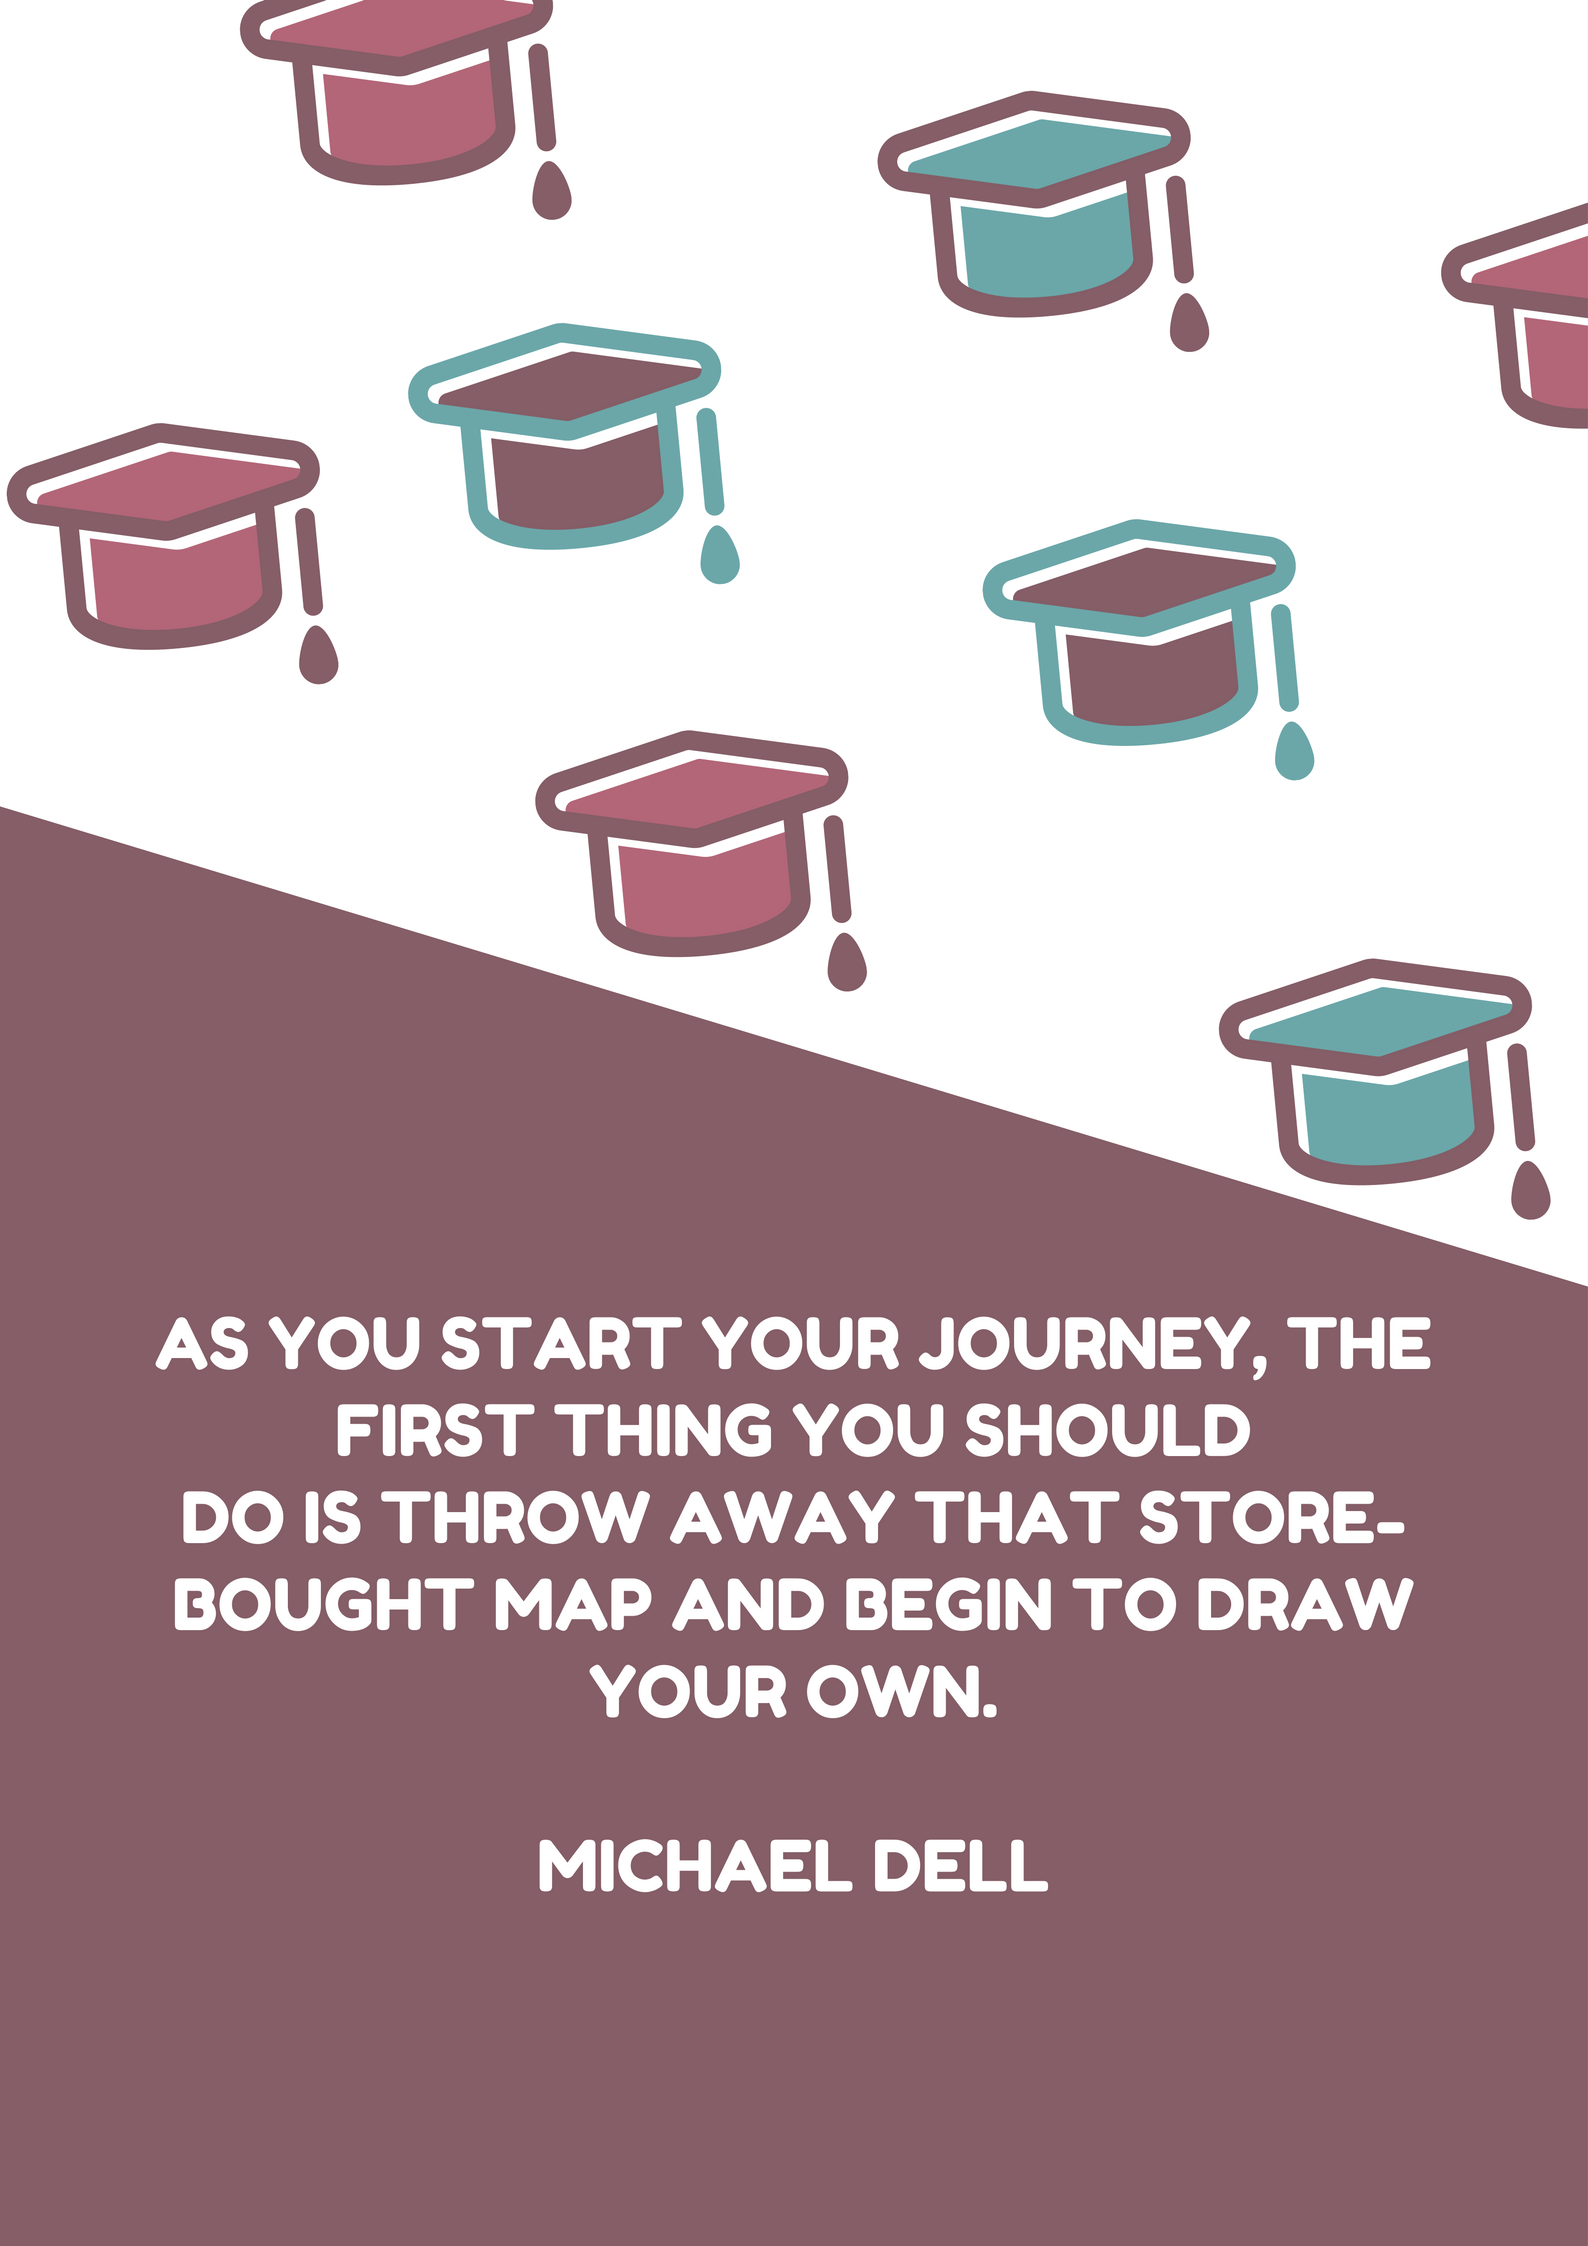 AS YOU START YOUR JOURNEY, THE
FIRST THING YOU SHOULD
DO IS THROW AWAY THAT STORE-
BOUGHT MAP AND BEGIN TO DRAW
YOUR OWN.
MICHAEL DELL